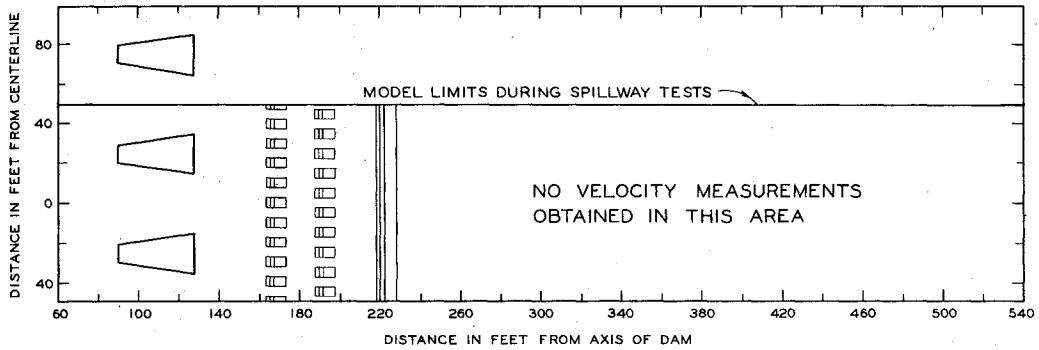 DISTANCE IN FEET FROM CENTERLINE
80
40
0
40
MODEL LIMITS DURING SPILLWAY TESTS
NO VELOCITY MEASUREMENTS
OBTAINED IN THIS AREA
60 100 140 180 220 260 300 340 380 420 460 500 540
DISTANCE IN FEET FROM AXIS OF DAM